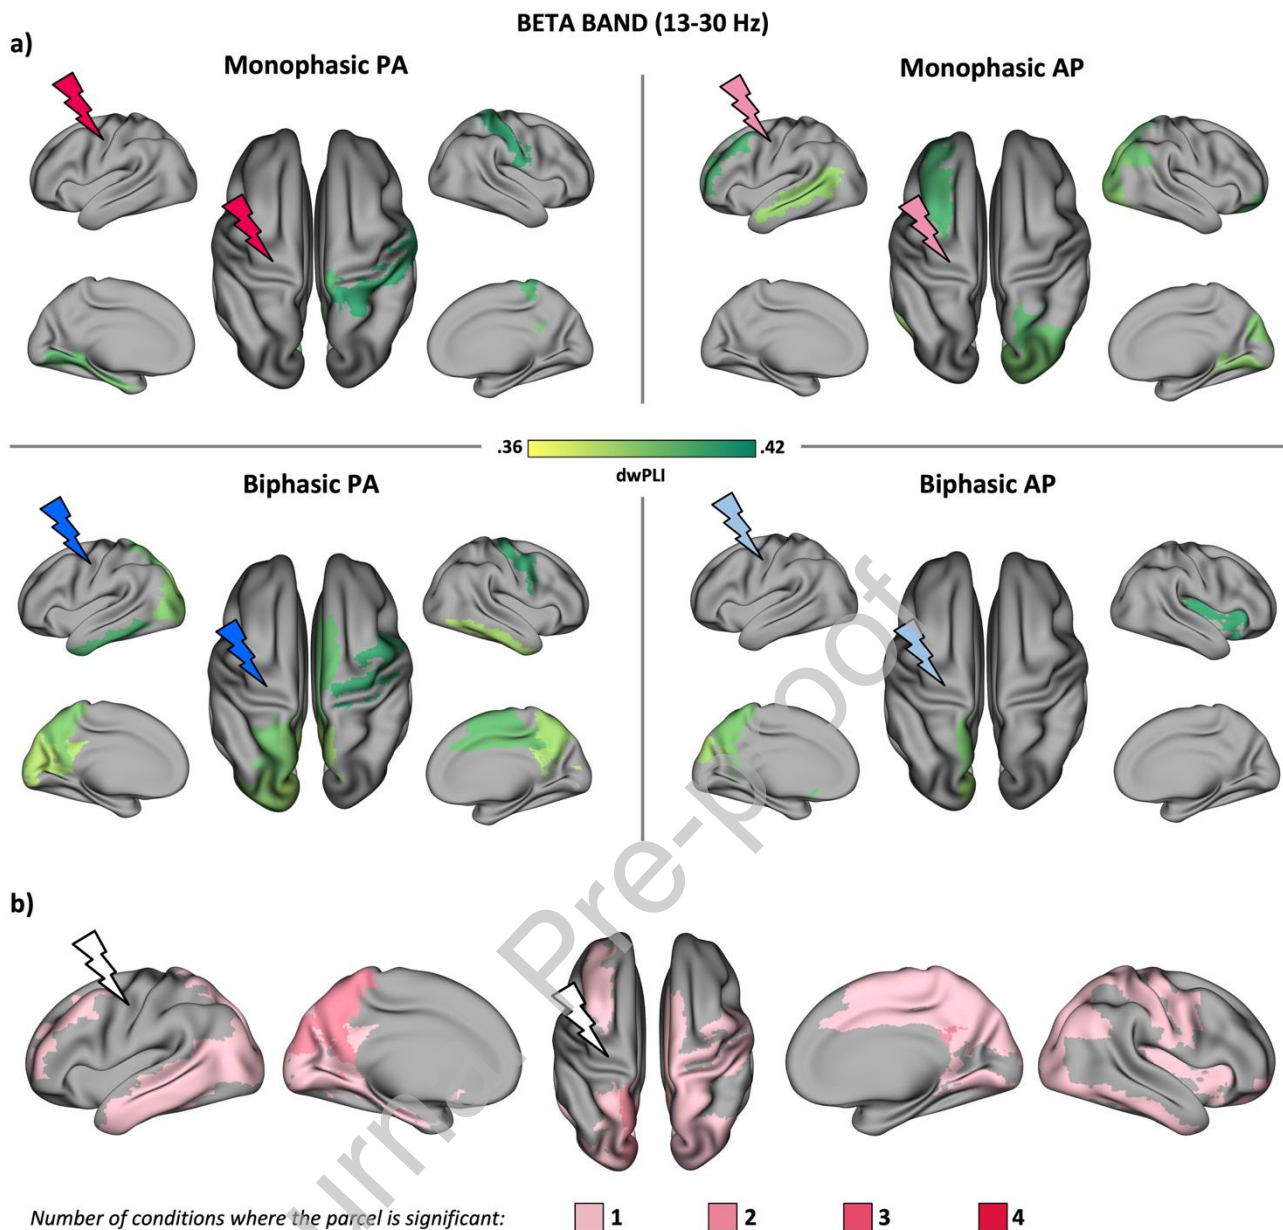 BETA BAND (13-30 Hz)
a)
Monophasic PA
Monophasic AP
.36
.42
dwPLI
Biphasic PA
Biphasic AP
b)
urnal Pre-proof
Number of conditions where the parcel is significant:
1
2
3
4